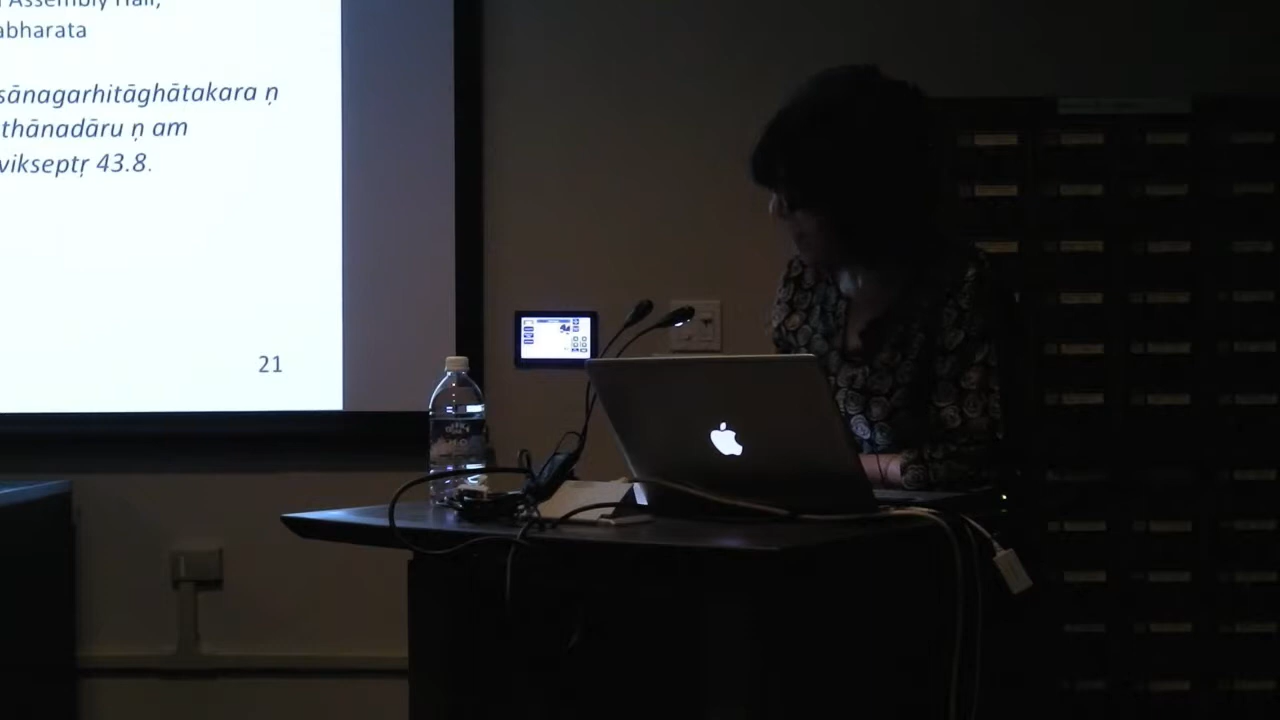 Assembly Hall,
abharata
sānagarhitāghātakara ṇ
thānadāru ṇ am
vikseptṛ 43.8.
21